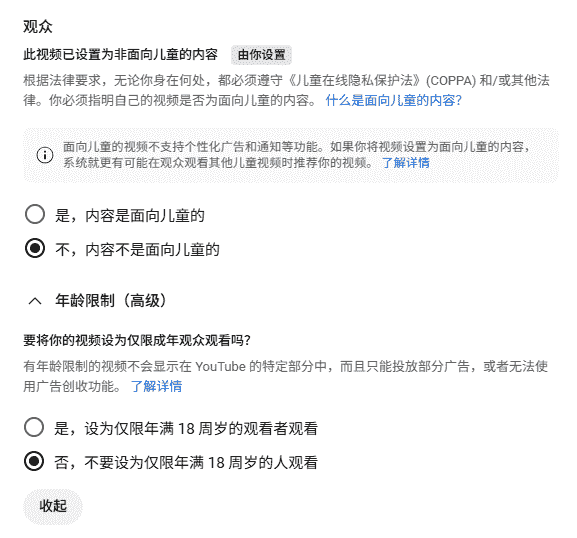 观众
此视频已设置为非面向儿童的内容 由你设置
根据法律要求，无论你身在何处，都必须遵守《儿童在线隐私保护法》(COPPA) 和/或其他法
律。你必须指明自己的视频是否为面向儿童的内容。 什么是面向儿童的内容？
面向儿童的视频不支持个性化广告和通知等功能。如果你将视频设置为面向儿童的内容，
系统就更有可能在观众观看其他儿童视频时推荐你的视频。 了解详情
是，内容是面向儿童的
不，内容不是面向儿童的
年龄限制（高级）
要将你的视频设为仅限成年观众观看吗？
有年龄限制的视频不会显示在 YouTube 的特定部分中，而且只能投放部分广告，或者无法使
用广告创收功能。 了解详情
是，设为仅限年满 18 周岁的观看者观看
否，不要设为仅限年满 18 周岁的人观看
收起